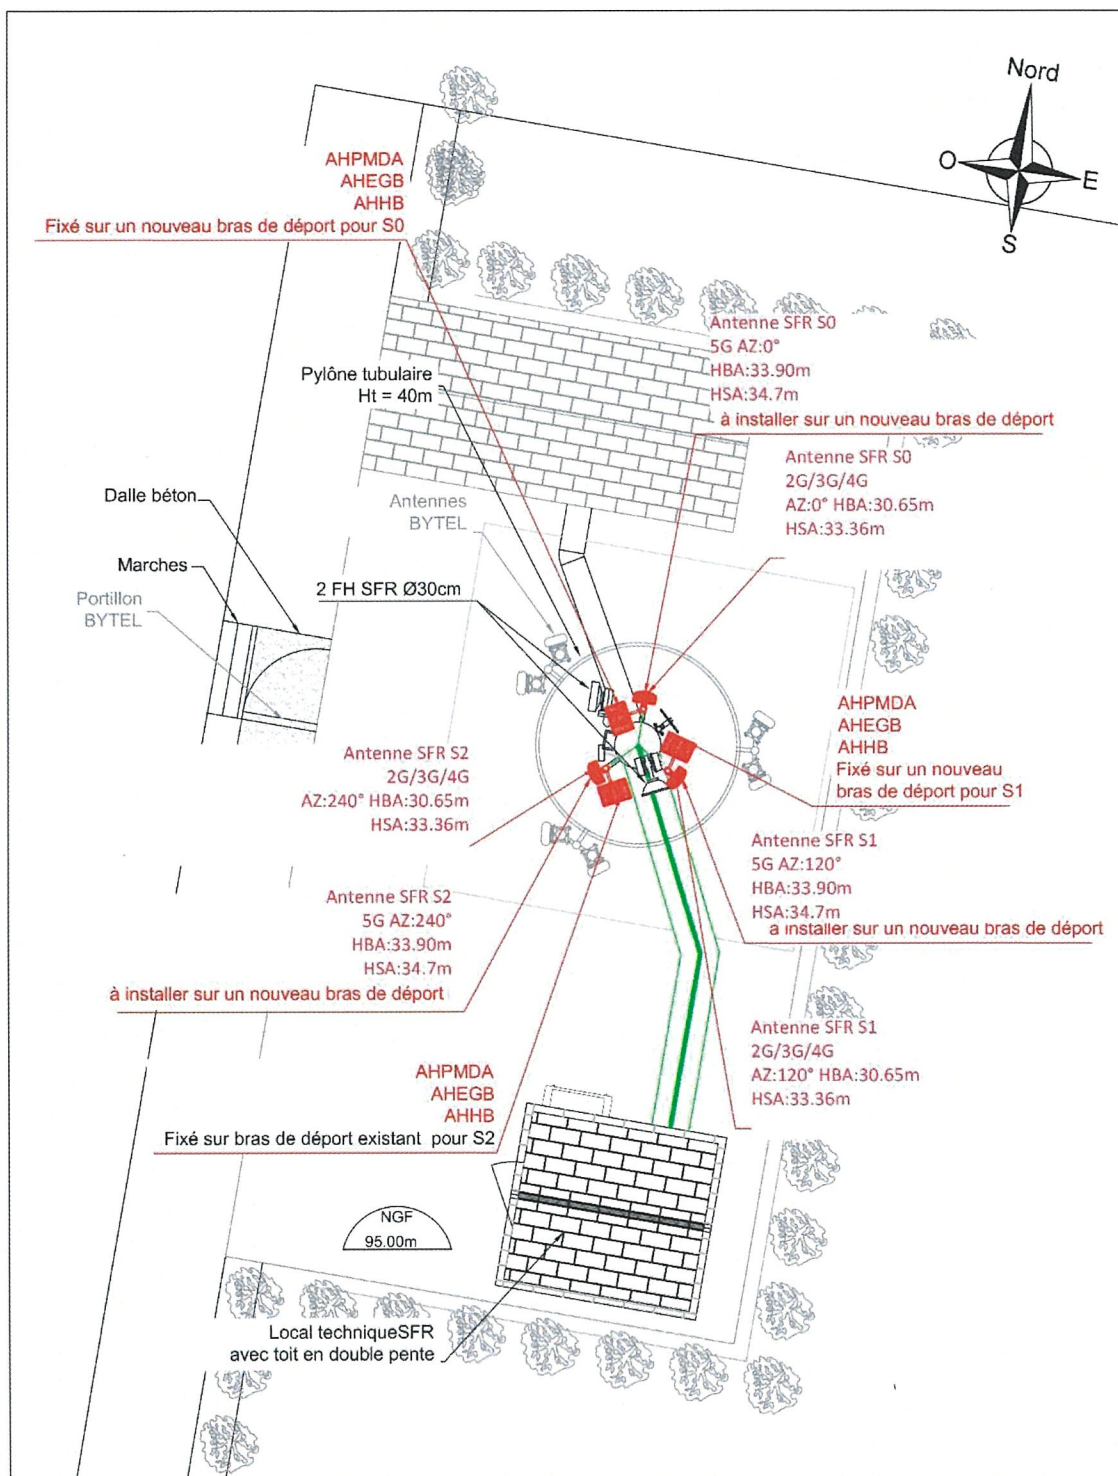 Nord
O
E
S
AHPMDA
AHEGB
AHHB
Fixé sur un nouveau bras de déport pour S0
Antenne SFR S0
5G AZ:0°
HBA:33.90m
HSA:34.7m
à installer sur un nouveau bras de déport
Pylône tubulaire
Ht = 40m
Antenne SFR S0
2G/3G/4G
AZ:0° HBA:30.65m
HSA:33.36m
Dalle béton
Antennes
BYTEL
Marches
2 FH SFR Ø30cm
Portillon
BYTEL
AHPMDA
AHEGB
AHHB
Fixé sur un nouveau
bras de déport pour S1
Antenne SFR S2
2G/3G/4G
AZ:240° HBA:30.65m
HSA:33.36m
Antenne SFR S1
5G AZ:120°
HBA:33.90m
HSA:34.7m
à installer sur un nouveau bras de déport
Antenne SFR S2
5G AZ:240°
HBA:33.90m
HSA:34.7m
à installer sur un nouveau bras de déport
Antenne SFR S1
2G/3G/4G
AZ:120° HBA:30.65m
HSA:33.36m
AHPMDA
AHEGB
AHHB
Fixé sur bras de déport existant pour S2
NGF
95.00m
Local techniqueSFR
avec toit en double pente